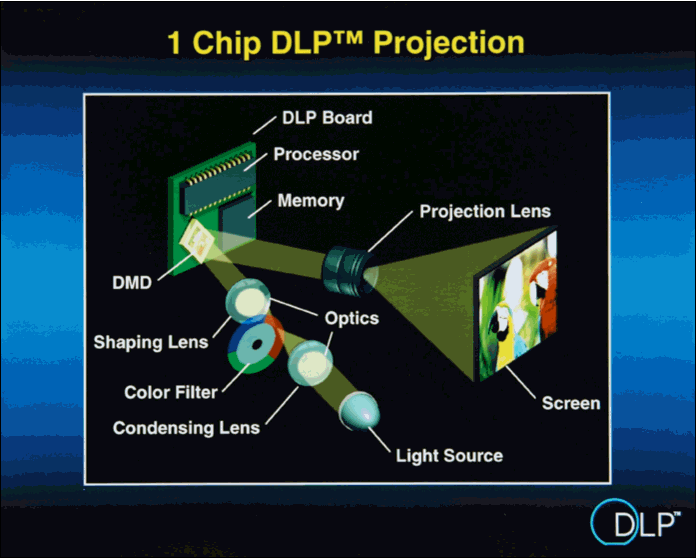 1 Chip DLP™ Projection
DLP Board
Processor
Memory
Projection Lens
DMD
Optics
Shaping Lens
Color Filter
Condensing Lens
Screen
Light Source
DLP™